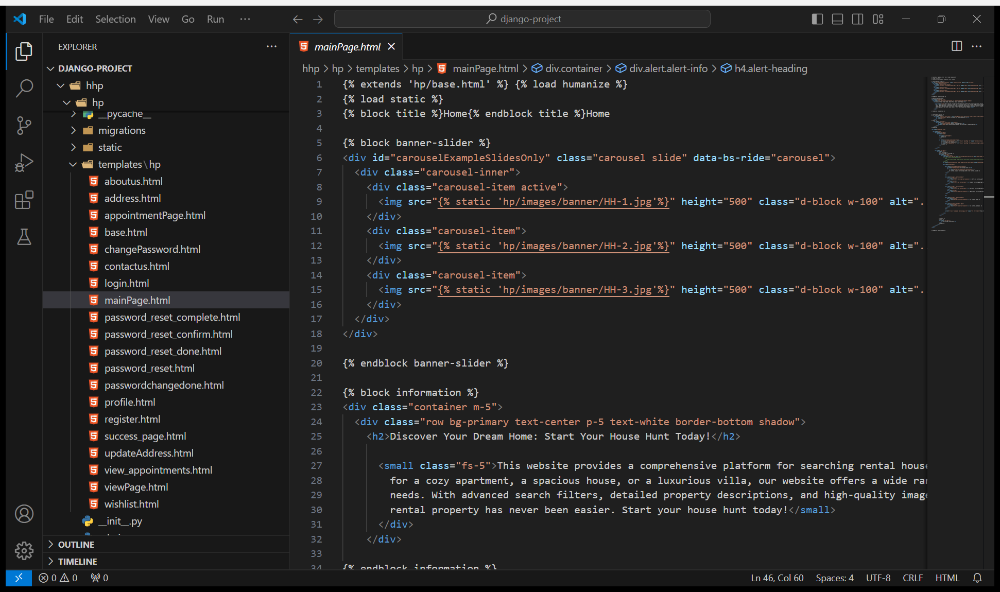 File Edit Selection View Go Run ···
django-project
EXPLORER ···
DJANGO-PROJECT
hhp
hp
__pycache__
migrations
static
templates\hp
aboutus.html
address.html
appointmentPage.html
base.html
changePassword.html
contactus.html
login.html
mainPage.html
password_reset_complete.html
password_reset_confirm.html
password_reset_done.html
password_reset.html
passwordchangedone.html
profile.html
register.html
success_page.html
updateAddress.html
view_appointments.html
viewPage.html
wishlist.html
__init__.py
OUTLINE
TIMELINE
mainPage.html
hhp > hp > templates > hp > mainPage.html > div.container > div.alert.alert-info > h4.alert-heading
1 {% extends 'hp/base.html' %} {% load humanize %}
2 {% load static %}
3 {% block title %}Home{% endblock title %}Home
4
5 {% block banner-slider %}
6 <div id="carouselExampleSlidesOnly" class="carousel slide" data-bs-ride="carousel">
7 <div class="carousel-inner">
8 <div class="carousel-item active">
9 <img src="{% static 'hp/images/banner/HH-1.jpg'%}" height="500" class="d-block w-100" alt="..
10 </div>
11 <div class="carousel-item">
12 <img src="{% static 'hp/images/banner/HH-2.jpg'%}" height="500" class="d-block w-100" alt="..
13 </div>
14 <div class="carousel-item">
15 <img src="{% static 'hp/images/banner/HH-3.jpg'%}" height="500" class="d-block w-100" alt="..
16 </div>
17 </div>
18 </div>
19
20 {% endblock banner-slider %}
21
22 {% block information %}
23 <div class="container m-5">
24 <div class="row bg-primary text-center p-5 text-white border-bottom shadow">
25 <h2>Discover Your Dream Home: Start Your House Hunt Today!</h2>
26
27 <small class="fs-5">This website provides a comprehensive platform for searching rental house
28 for a cozy apartment, a spacious house, or a luxurious villa, our website offers a wide ran
29 needs. With advanced search filters, detailed property descriptions, and high-quality image
30 rental property has never been easier. Start your house hunt today!</small>
31 </div>
32 </div>
33
34 {% endblock information %}
0 0 0
Ln 46, Col 60 Spaces: 4 UTF-8 CRLF HTML